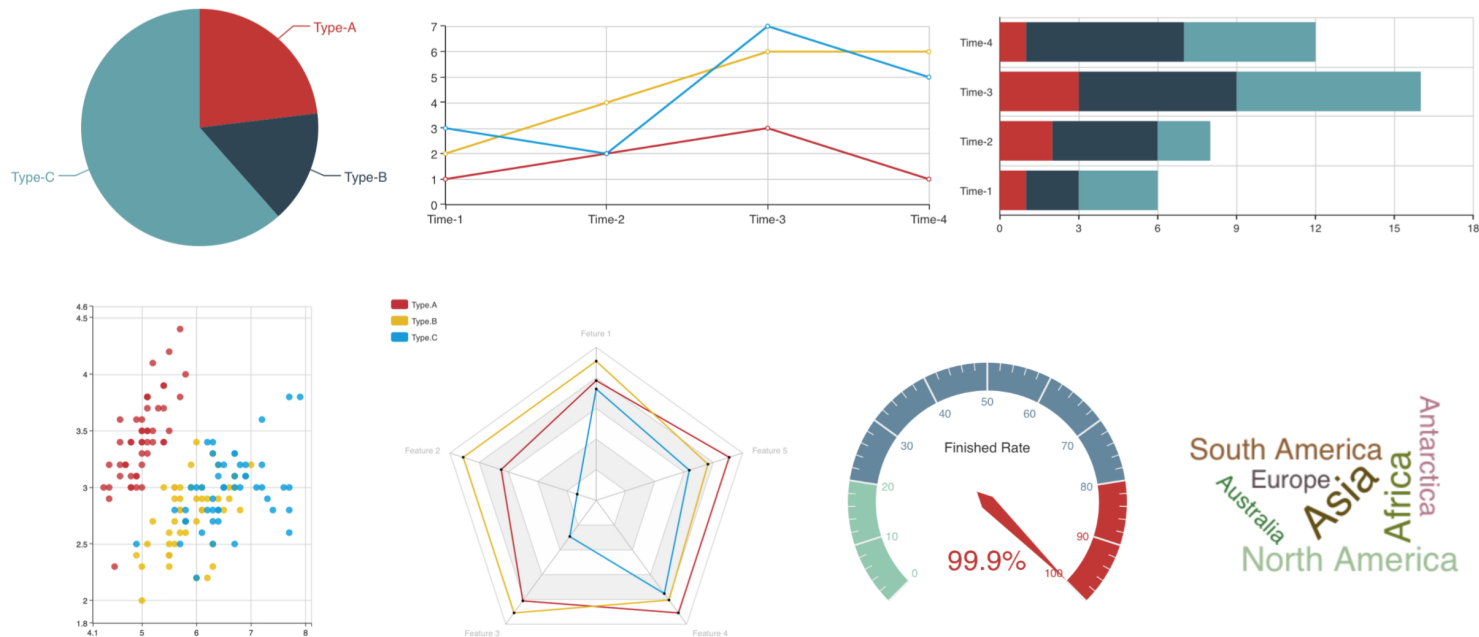 Type-A
Type-B
Type-C
7
6
5
4
3
2
1
0
Time-1
Time-2
Time-3
Time-4
Time-4
Time-3
Time-2
Time-1
0
3
6
9
12
15
18
4.6
4.5
4
3.5
3
2.5
2
1.8
4.1
5
6
7
8
Type.A
Type.B
Type.C
Feture 1
Feature 2
Feature 5
Feature 3
Feature 4
50
40
60
30
70
Finished Rate
20
80
10
90
0
99.9%
100
Antarctica
South America
Europe
Asia
Africa
Australia
North America